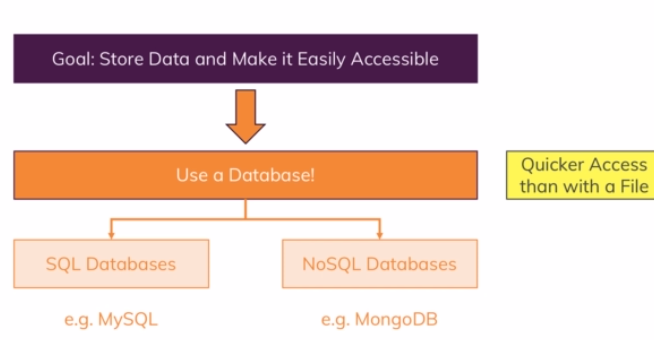 Goal: Store Data and Make it Easily Accessible
Use a Database!
Quicker Access
than with a File
SQL Databases
NoSQL Databases
e.g. MySQL
e.g. MongoDB